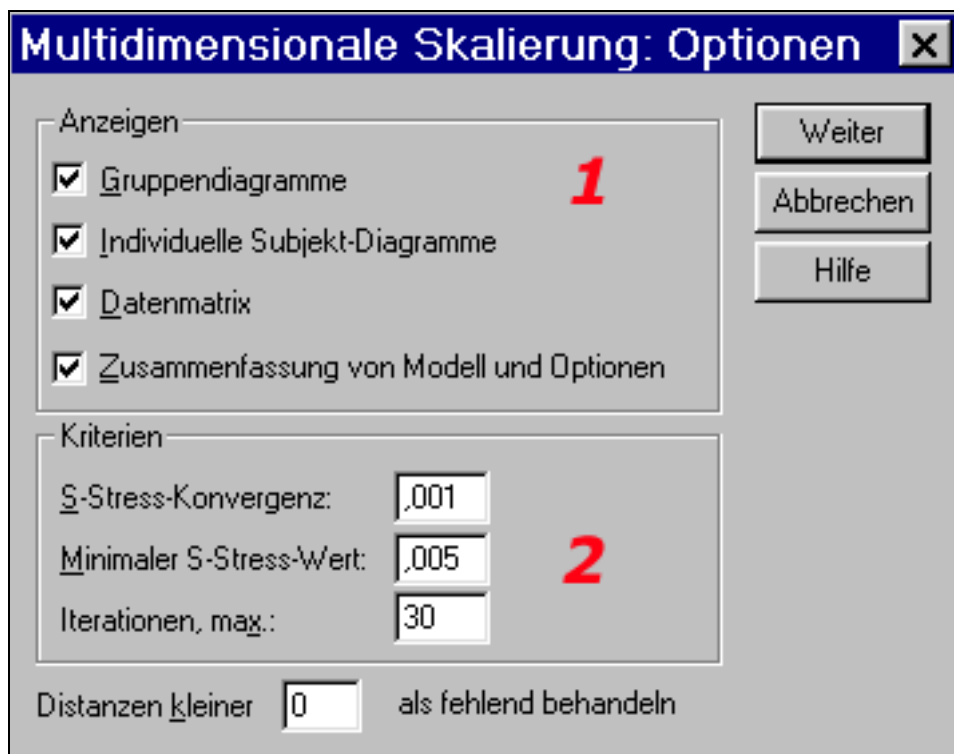 Multidimensionale Skalierung: Optionen
Anzeigen
1
Gruppendiagramme
Individuelle Subjekt-Diagramme
Datenmatrix
Zusammenfassung von Modell und Optionen
Weiter
Abbrechen
Hilfe
Kriterien
S-Stress-Konvergenz: ,001
Minimaler S-Stress-Wert: ,005
2
Iterationen, max.: 30
Distanzen kleiner 0 als fehlend behandeln